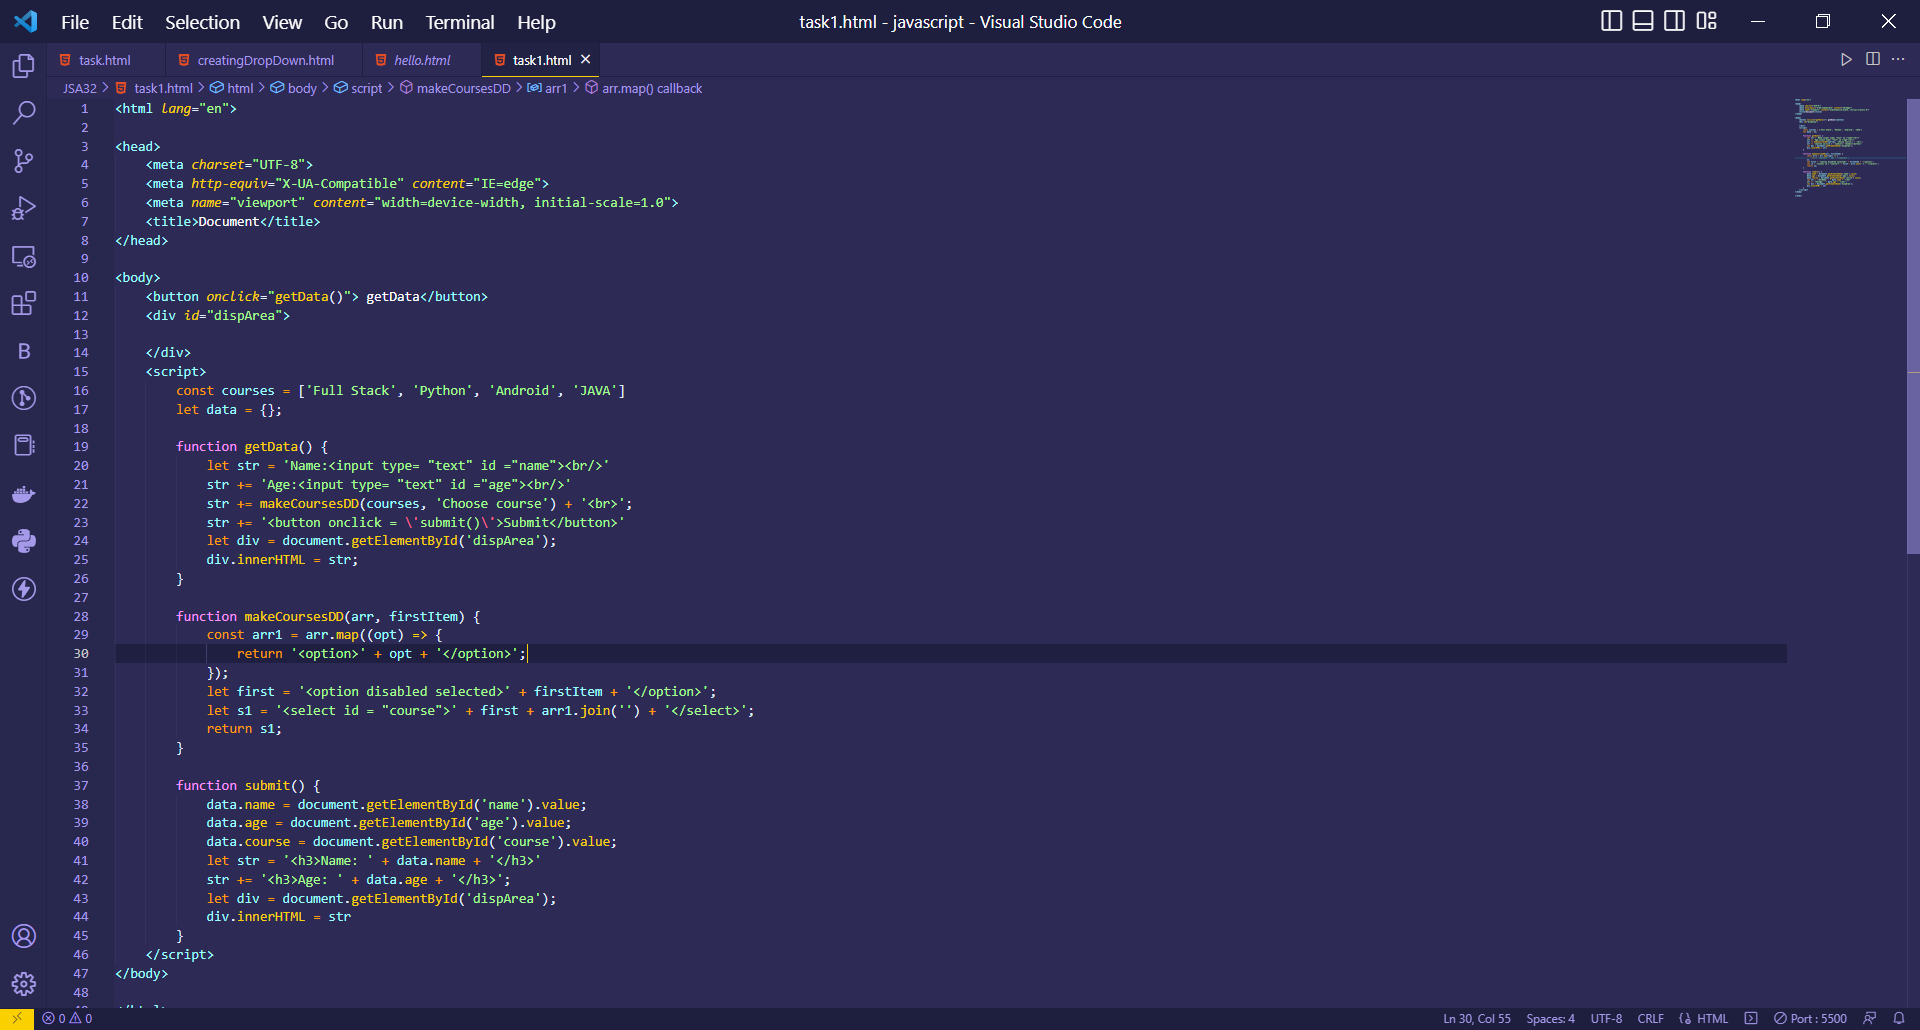 File Edit Selection View Go Run Terminal Help
task1.html - javascript - Visual Studio Code
task.html
creatingDropDown.html
hello.html
task1.html
JSA32 > task1.html > html > body > script > makeCoursesDD > arr1 > arr.map() callback
1 <html lang="en">
2
3 <head>
4     <meta charset="UTF-8">
5     <meta http-equiv="X-UA-Compatible" content="IE=edge">
6     <meta name="viewport" content="width=device-width, initial-scale=1.0">
7     <title>Document</title>
8 </head>
9
10 <body>
11     <button onclick="getData()"> getData</button>
12     <div id="dispArea">
13
14     </div>
15     <script>
16         const courses = ['Full Stack', 'Python', 'Android', 'JAVA']
17         let data = {};
18
19         function getData() {
20             let str = 'Name:<input type= "text" id ="name"><br/>'
21             str += 'Age:<input type= "text" id ="age"><br/>'
22             str += makeCoursesDD(courses, 'Choose course') + '<br>';
23             str += '<button onclick = \'submit()\'>Submit</button>'
24             let div = document.getElementById('dispArea');
25             div.innerHTML = str;
26         }
27
28         function makeCoursesDD(arr, firstItem) {
29             const arr1 = arr.map((opt) => {
30                 return '<option>' + opt + '</option>';
31             });
32             let first = '<option disabled selected>' + firstItem + '</option>';
33             let s1 = '<select id = "course">' + first + arr1.join('') + '</select>';
34             return s1;
35         }
36
37         function submit() {
38             data.name = document.getElementById('name').value;
39             data.age = document.getElementById('age').value;
40             data.course = document.getElementById('course').value;
41             let str = '<h3>Name: ' + data.name + '</h3>'
42             str += '<h3>Age: ' + data.age + '</h3>';
43             let div = document.getElementById('dispArea');
44             div.innerHTML = str
45         }
46     </script>
47 </body>
48
0 0
Ln 30, Col 55 Spaces: 4 UTF-8 CRLF HTML Port : 5500